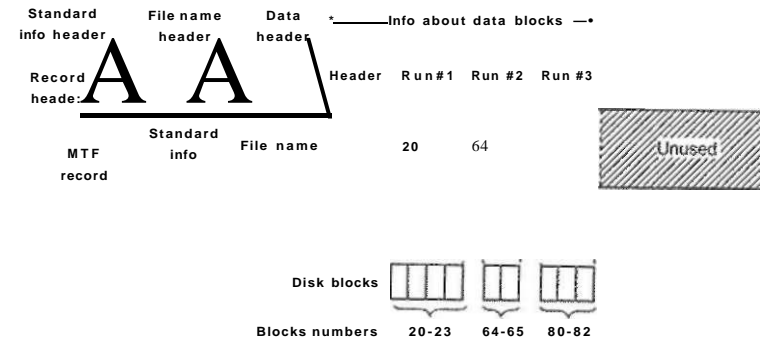 Standard info header
File name header
Data header
*———Info about data blocks —•
Record heade:
A A
Header Run#1 Run #2 Run #3
MTF record
Standard info
File name
20 64
Unused
Disk blocks
Blocks numbers 20-23 64-65 80-82